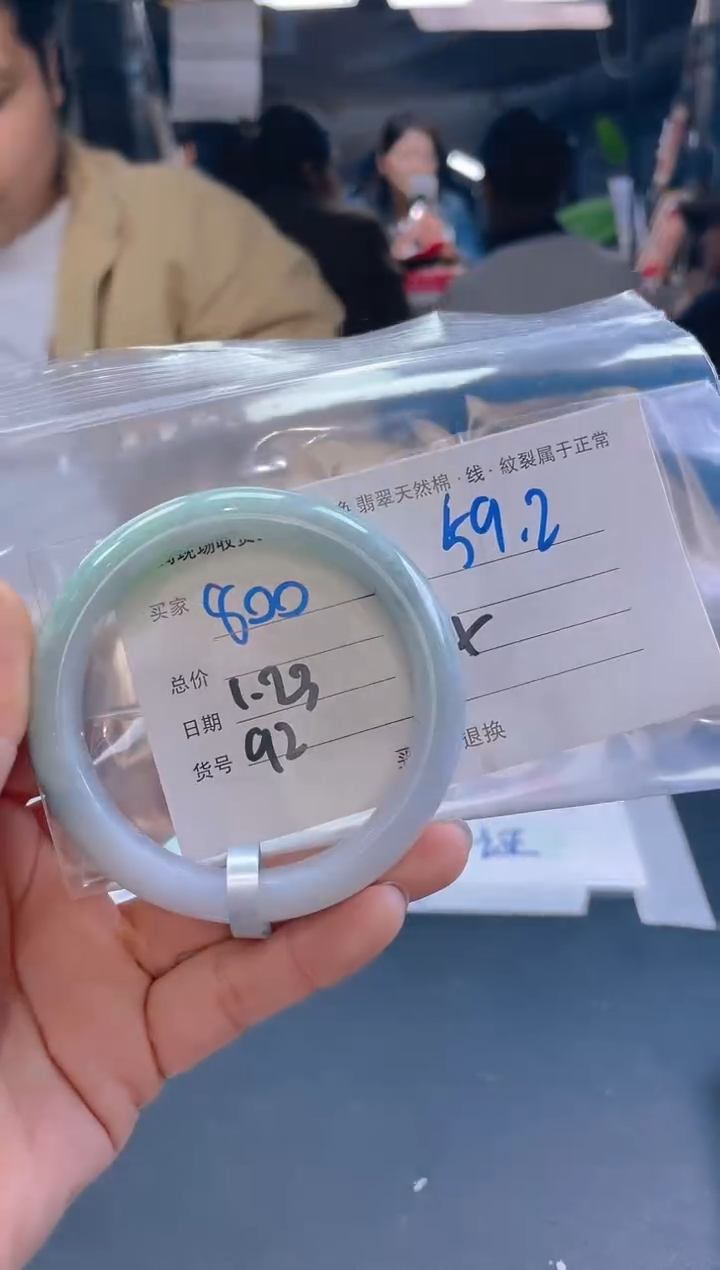 翡翠天然棉·线·紋裂属于正常
59.2
买家 800
总价
日期 1.23
货号 92
退换